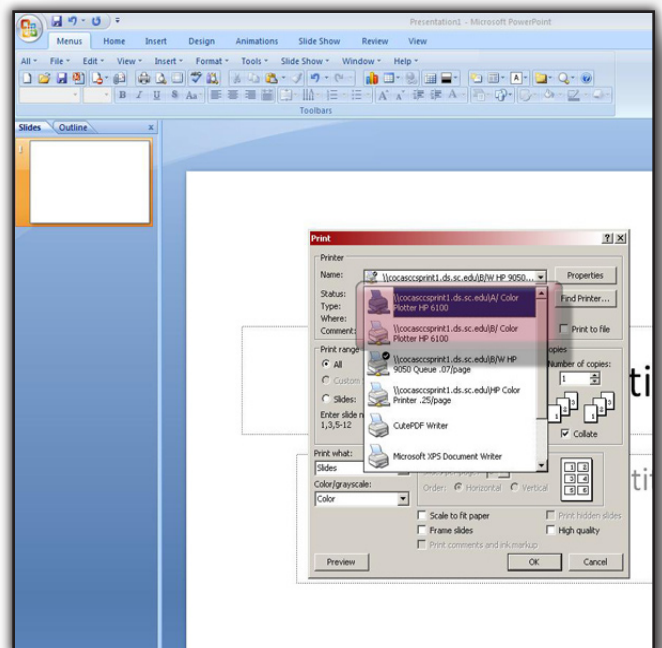 Presentation1 - Microsoft PowerPoint
Menus Home Insert Design Animations Slide Show Review View
All File Edit View Insert Format Tools Slide Show Window Help
B I U S Aa A A A
Toolbars
Slides Outline x
1
Print ? X
Printer
Name: \\cocasccsprint1.ds.sc.edu\B/W HP 9050... Properties
Status: \\cocasccsprint1.ds.sc.edu\A/ Color
Plotter HP 6100 Find Printer...
Type:
Where:
Comment: \\cocasccsprint1.ds.sc.edu\B/ Color
Plotter HP 6100 Print to file
Print range
All \\cocasccsprint1.ds.sc.edu\B/W HP
9050 Queue .07/page Number of copies:
Custom 1
Slides: \\cocasccsprint1.ds.sc.edu\HP Color
Printer .25/page
Enter slide
1,3,5-12 CutePDF Writer Collate
Print what: Microsoft XPS Document Writer
Slides
Color/grayscale: Order: Horizontal Vertical
Color
Scale to fit paper Print hidden slides
Frame slides High quality
Print comments and ink markup
Preview OK Cancel